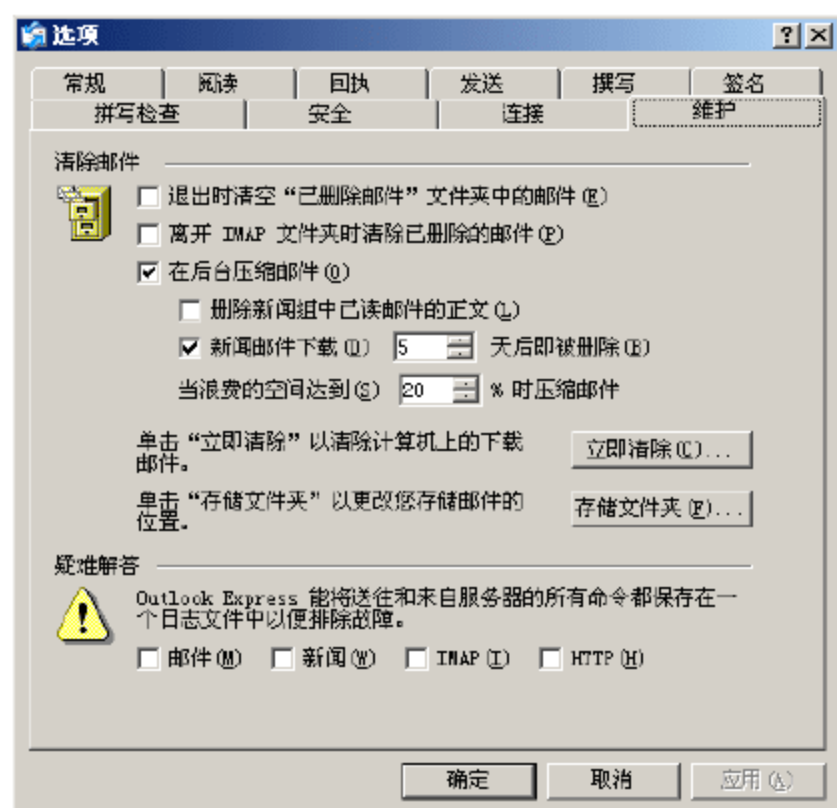 选项
常规 阅读 回执 发送 撰写 签名
拼写检查 安全 连接 维护
清除邮件
退出时清空“已删除邮件”文件夹中的邮件(E)
离开 IMAP 文件夹时清除已删除的邮件(P)
在后台压缩邮件(O)
删除新闻组中已读邮件的正文(L)
新闻邮件下载(D) 5 天后即被删除(B)
当浪费的空间达到(S) 20 % 时压缩邮件
单击“立即清除”以清除计算机上的下载
邮件。
立即清除(C)...
单击“存储文件夹”以更改您存储邮件的
位置。
存储文件夹(F)...
疑难解答
Outlook Express 能将送往和来自服务器的所有命令都保存在一
个日志文件中以便排除故障。
邮件(M) 新闻(W) IMAP(I) HTTP(H)
确定 取消 应用(A)